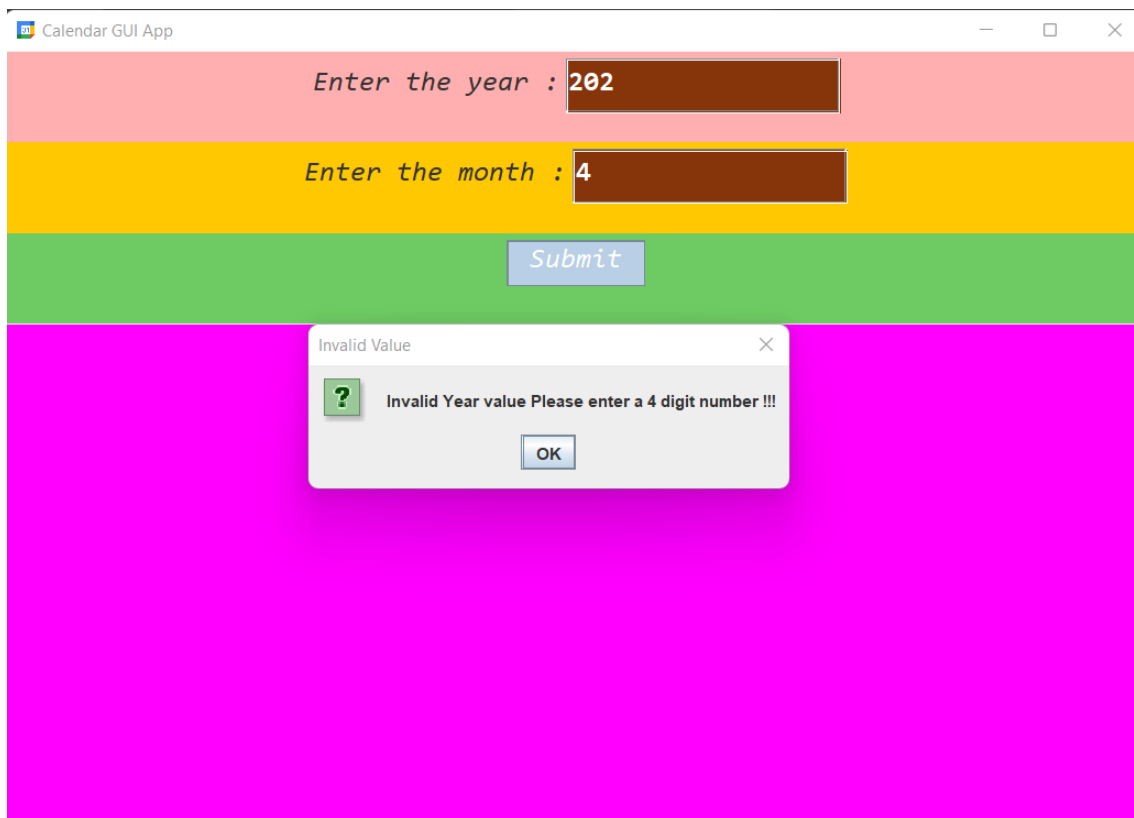 Calendar GUI App
Enter the year : 202
Enter the month : 4
Submit
Invalid Value
? Invalid Year value Please enter a 4 digit number !!!
OK